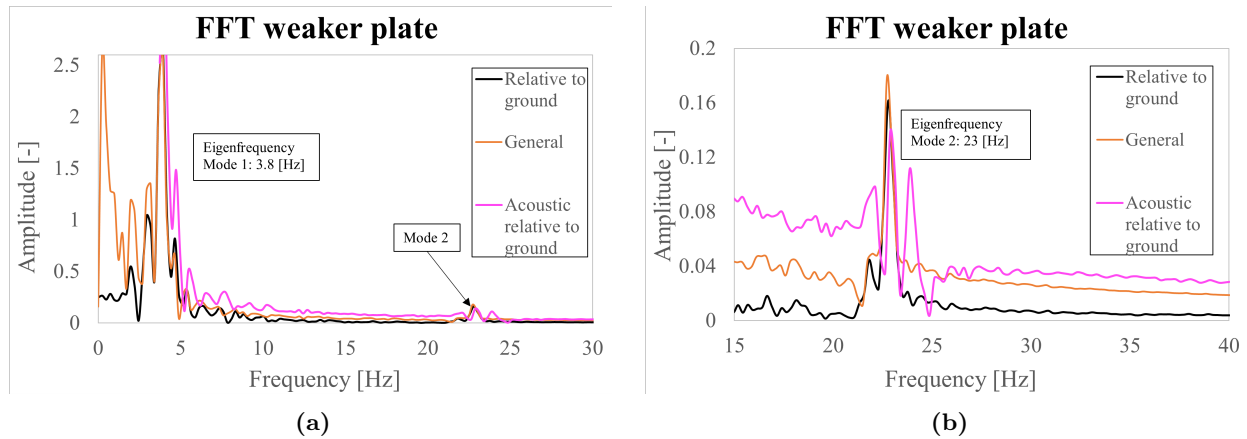 FFT weaker plate
2.5
2
1.5
1
0.5
0
Amplitude [-]
0
5
10
15
20
25
30
Frequency [Hz]
Eigenfrequency
Mode 1: 3.8 [Hz]
Mode 2
Relative to
ground
General
Acoustic
relative to
ground
(a)
FFT weaker plate
0.2
0.16
0.12
0.08
0.04
0
Amplitude [-]
15
20
25
30
35
40
Frequency [Hz]
Eigenfrequency
Mode 2: 23 [Hz]
Relative to
ground
General
Acoustic
relative to
ground
(b)